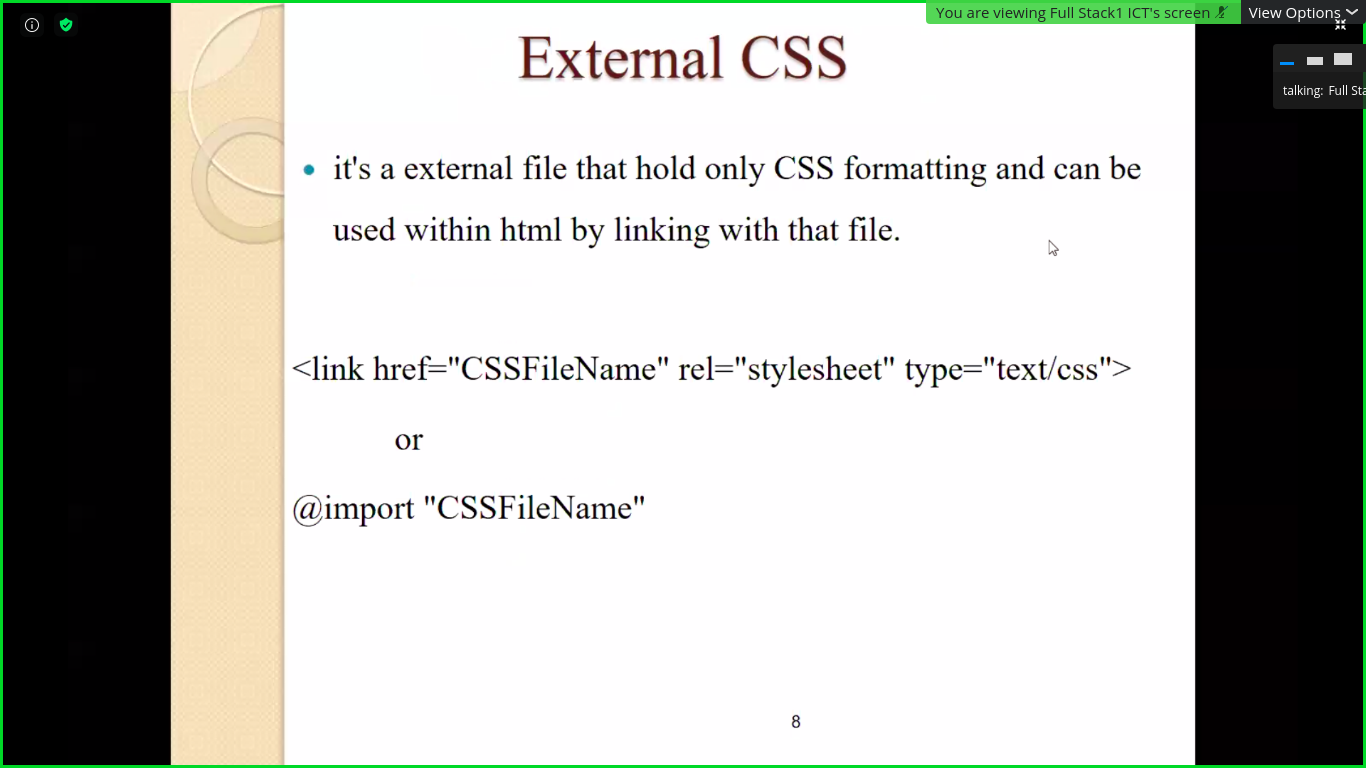 You are viewing Full Stack1 ICT's screen
View Options
talking: Full Sta
External CSS
it's a external file that hold only CSS formatting and can be
used within html by linking with that file.
<link href="CSSFileName" rel="stylesheet" type="text/css">
or
@import "CSSFileName"
8